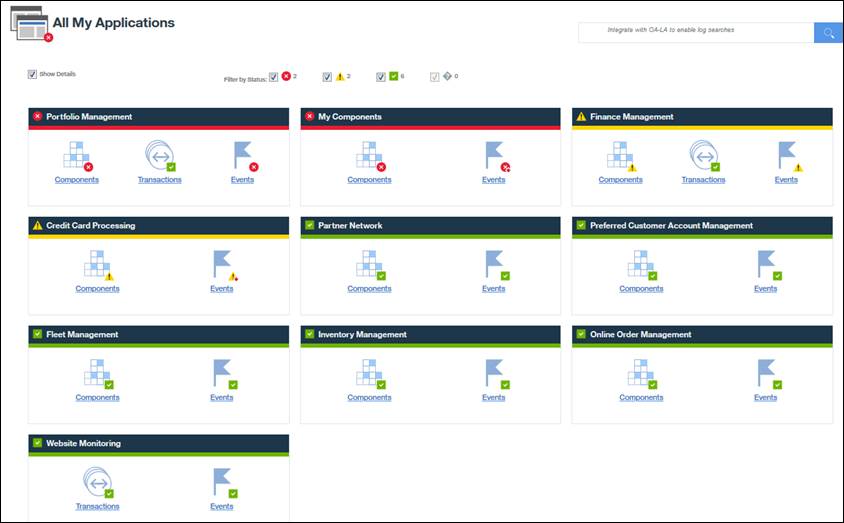 All My Applications
Integrate with OA-LA to enable log searches
Show Details
Filter by Status: 2 2 6 0
Portfolio Management
Components Transactions Events
My Components
Components Events
Finance Management
Components Transactions Events
Credit Card Processing
Components Events
Partner Network
Components Events
Preferred Customer Account Management
Components Events
Fleet Management
Components Events
Inventory Management
Components Events
Online Order Management
Components Events
Website Monitoring
Transactions Events